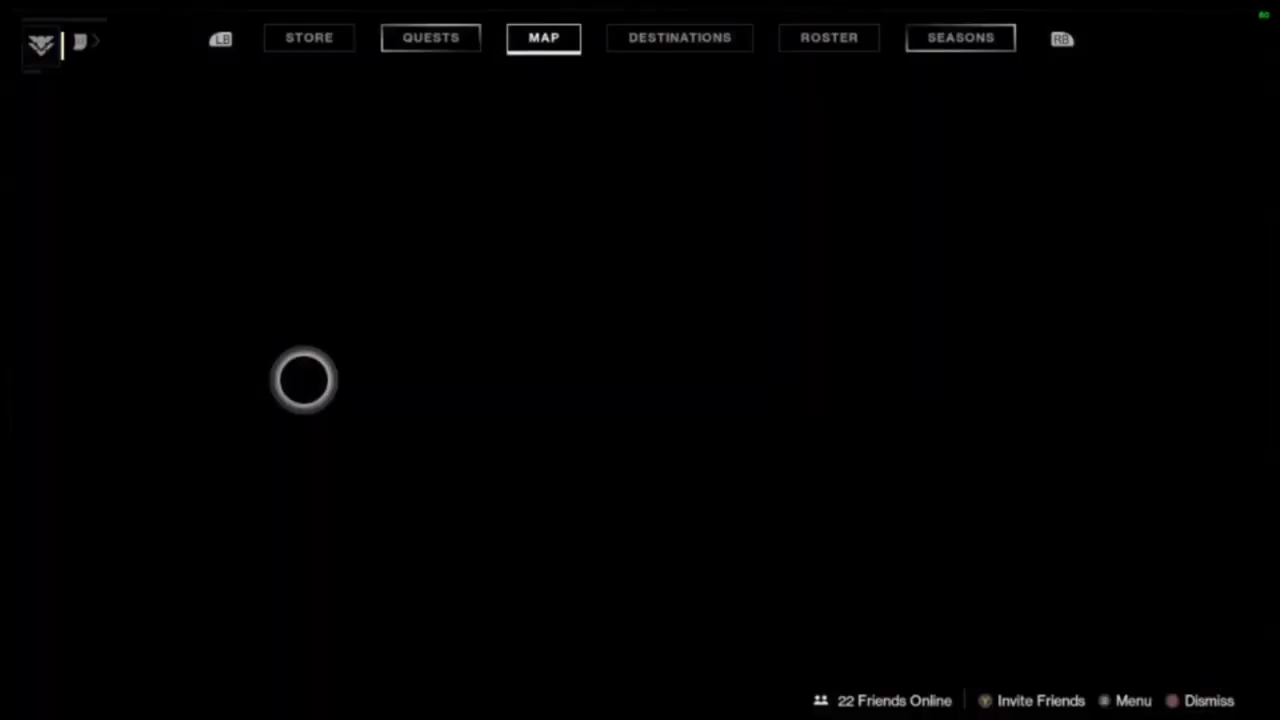 LB STORE QUESTS MAP DESTINATIONS ROSTER SEASONS RB
22 Friends Online Y Invite Friends Menu Dismiss